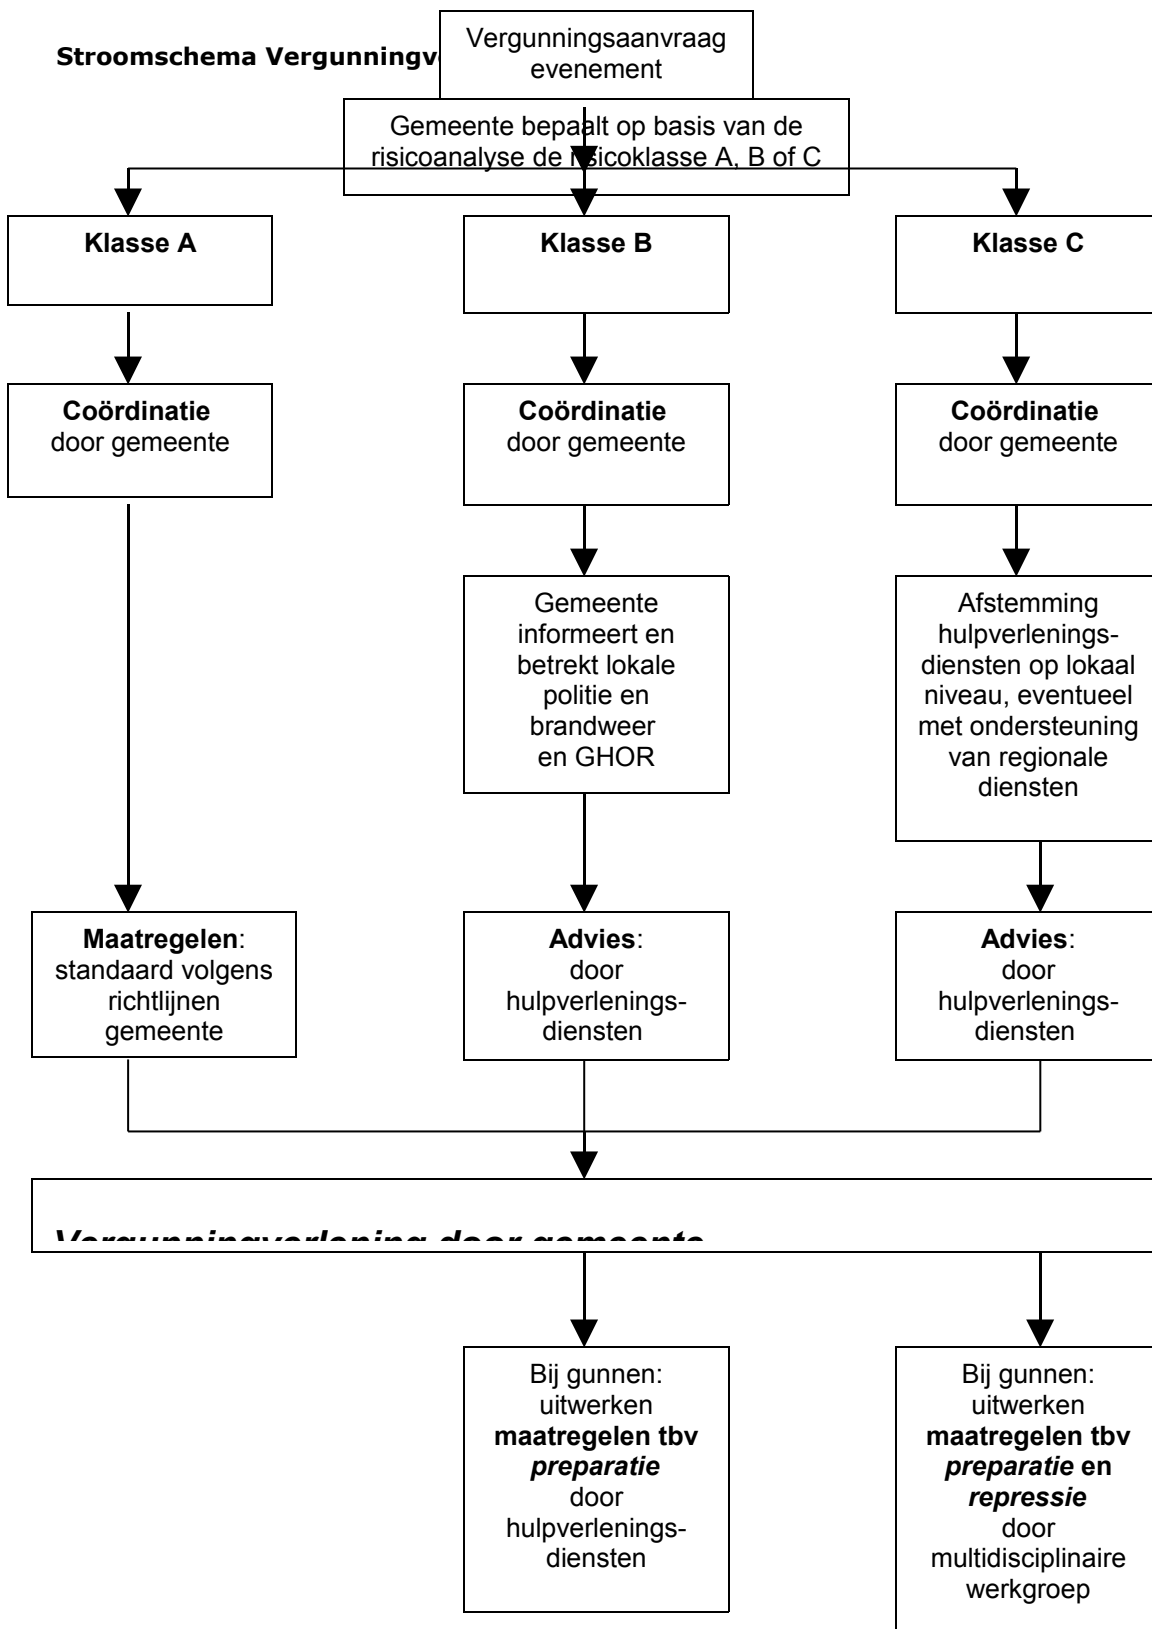 Stroomschema
Vergunningsaanvraag
evenement
Gemeente bepaalt op basis van de
risicoanalyse de risicoklasse A, B of C
Klasse A
Klasse B
Klasse C
Coördinatie
door gemeente
Coördinatie
door gemeente
Coördinatie
door gemeente
Gemeente
informeert en
betrekt lokale
politie en
brandweer
en GHOR
Afstemming
hulpverlenings-
diensten op lokaal
niveau, eventueel
met ondersteuning
van regionale
diensten
Maatregelen:
standaard volgens
richtlijnen
gemeente
Advies:
door
hulpverlenings-
diensten
Advies:
door
hulpverlenings-
diensten
Vergunningverlening door gemeente
Bij gunnen:
uitwerken
maatregelen tbv
preparatie
door
hulpverlenings-
diensten
Bij gunnen:
uitwerken
maatregelen tbv
preparatie en
repressie
door
multidisciplinaire
werkgroep